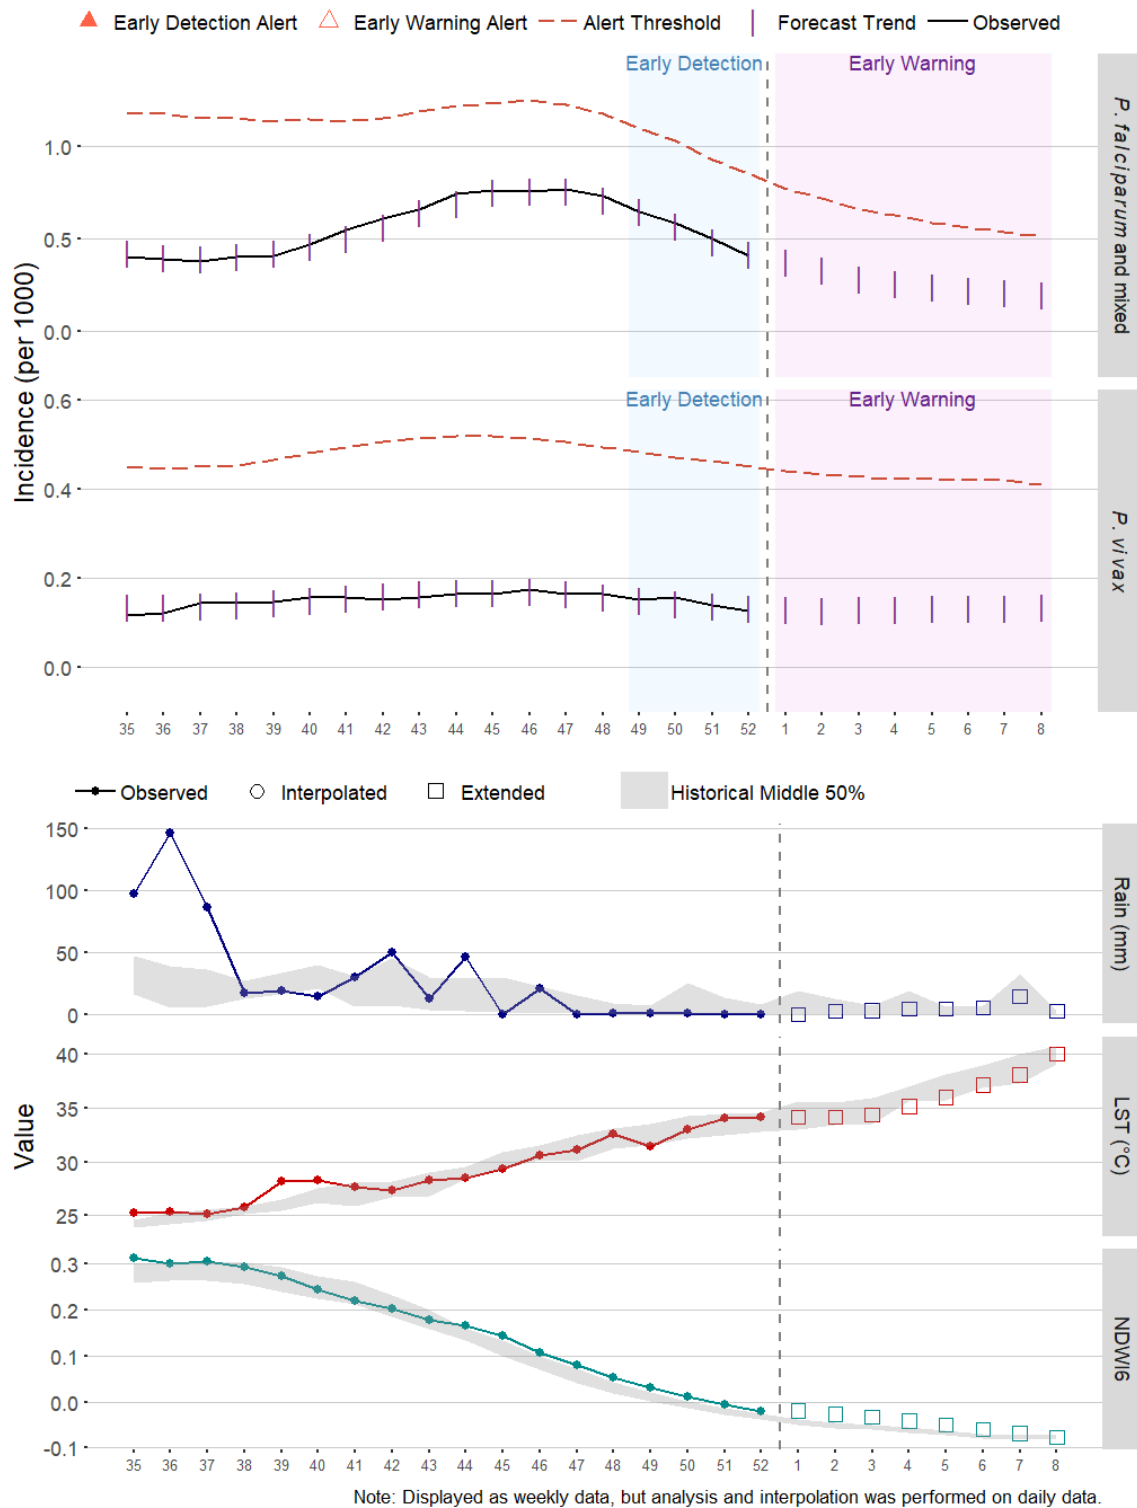 Early Detection Alert Early Warning Alert Alert Threshold Forecast Trend Observed
Early Detection Early Warning
P. falciparum and mixed
1.0
0.5
0.0
Incidence (per 1000)
Early Detection Early Warning
P. vivax
0.6
0.4
0.2
0.0
35 36 37 38 39 40 41 42 43 44 45 46 47 48 49 50 51 52 1 2 3 4 5 6 7 8
Observed Interpolated Extended Historical Middle 50%
150
100
50
0
Rain (mm)
Value
40
35
30
25
LST (°C)
0.3
0.2
0.1
0.0
-0.1
NDWI6
35 36 37 38 39 40 41 42 43 44 45 46 47 48 49 50 51 52 1 2 3 4 5 6 7 8
Note: Displayed as weekly data, but analysis and interpolation was performed on daily data.